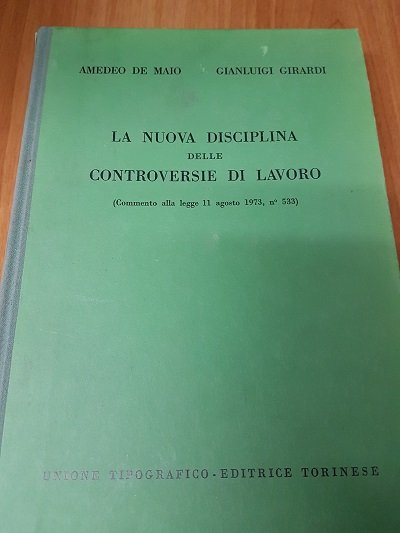 AMEDEO DE MAIO GIANLUIGI GIRARDI
LA NUOVA DISCIPLINA
DELLE
CONTROVERSIE DI LAVORO
(Commento alla legge 11 agosto 1973, n° 533)
UNIONE TIPOGRAFICO-EDITRICE TORINESE